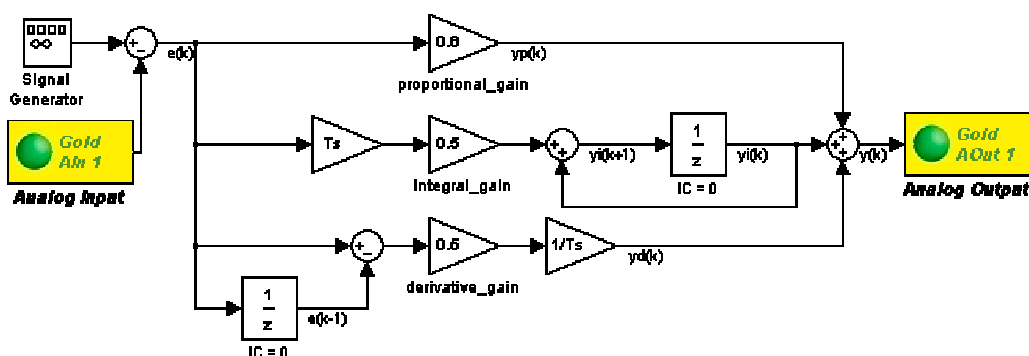 Signal
Generator
e(k)
0.6
proportional_gain
yp(k)
Gold
AIn 1
Analog Input
Ts
0.5
integral_gain
yi(k+1)
1
z
IC = 0
yi(k)
y(k)
Gold
AOut 1
Analog Output
0.5
derivative_gain
1/Ts
yd(k)
1
z
IC = 0
e(k-1)